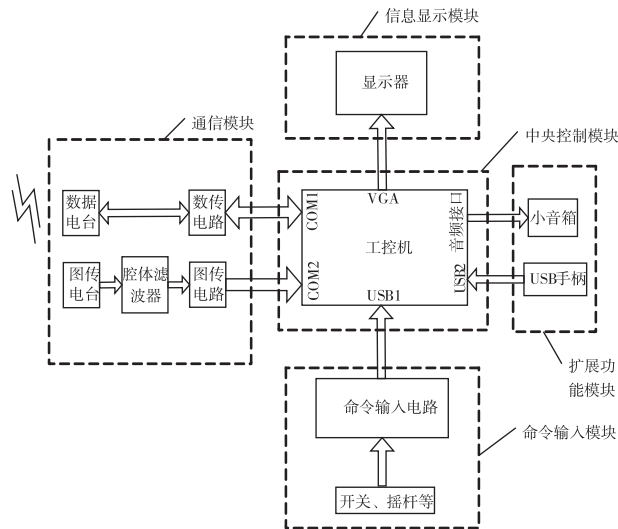 信息显示模块
显示器
通信模块
中央控制模块
数据
电台
数传
电路
COM1
VGA
音频接口
小音箱
工控机
图传
电台
腔体滤
波器
图传
电路
COM2
USB1
USB2
USB手柄
扩展功
能模块
命令输入电路
命令输入模块
开关、摇杆等